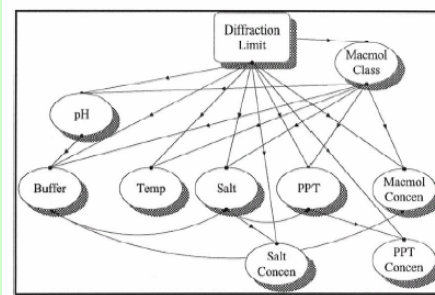 Diffraction
Limit
Macmol
Class
pH
Buffer
Temp
Salt
PPT
Macmol
Concen
Salt
Concen
PPT
Concen